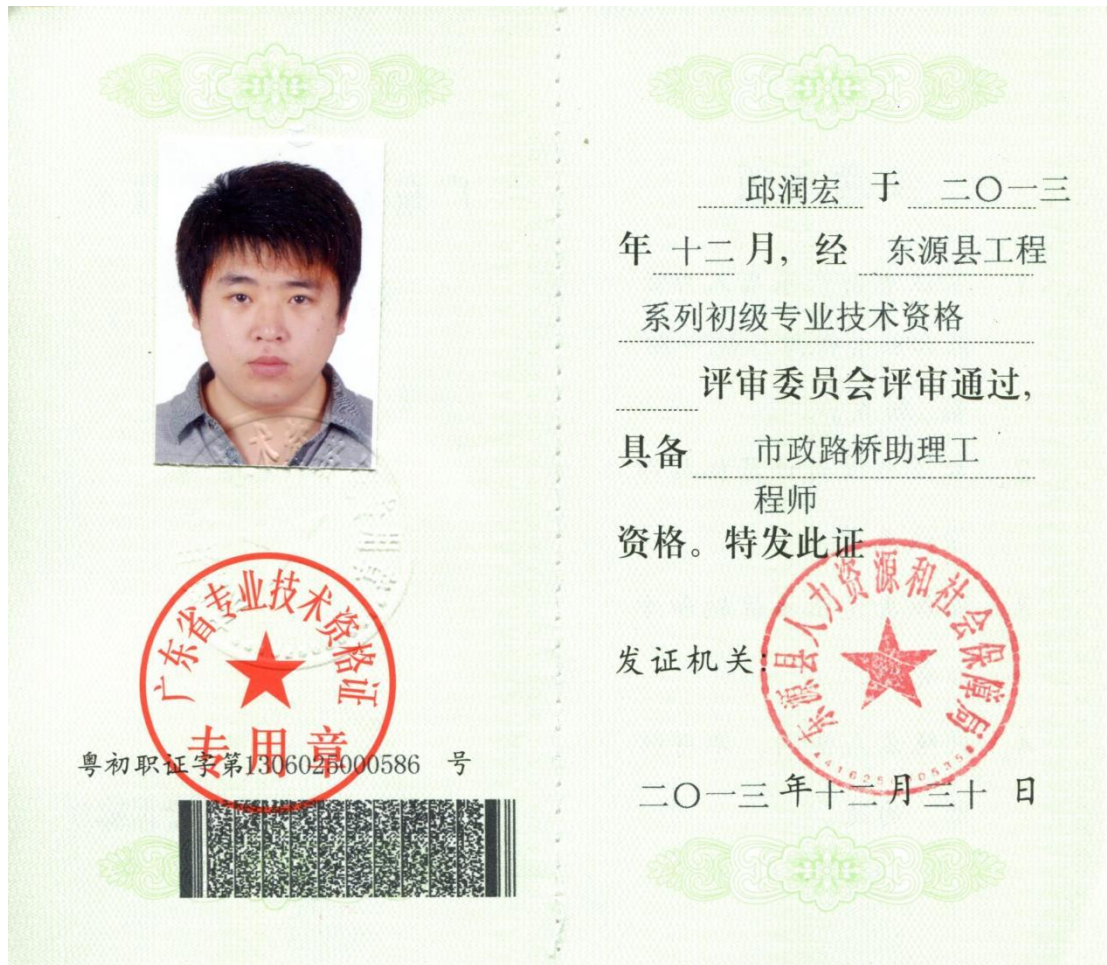 广东省专业技术资格证
专用章
粤初职证字第1306025000586 号
邱润宏 于 二〇一三
年 十二 月, 经 东源县工程
系列初级专业技术资格
评审委员会评审通过,
具备 市政路桥助理工
程师
资格。特发此证
发证机关:
东源县人力资源和社会保障局
二〇一三 年十二月三十 日